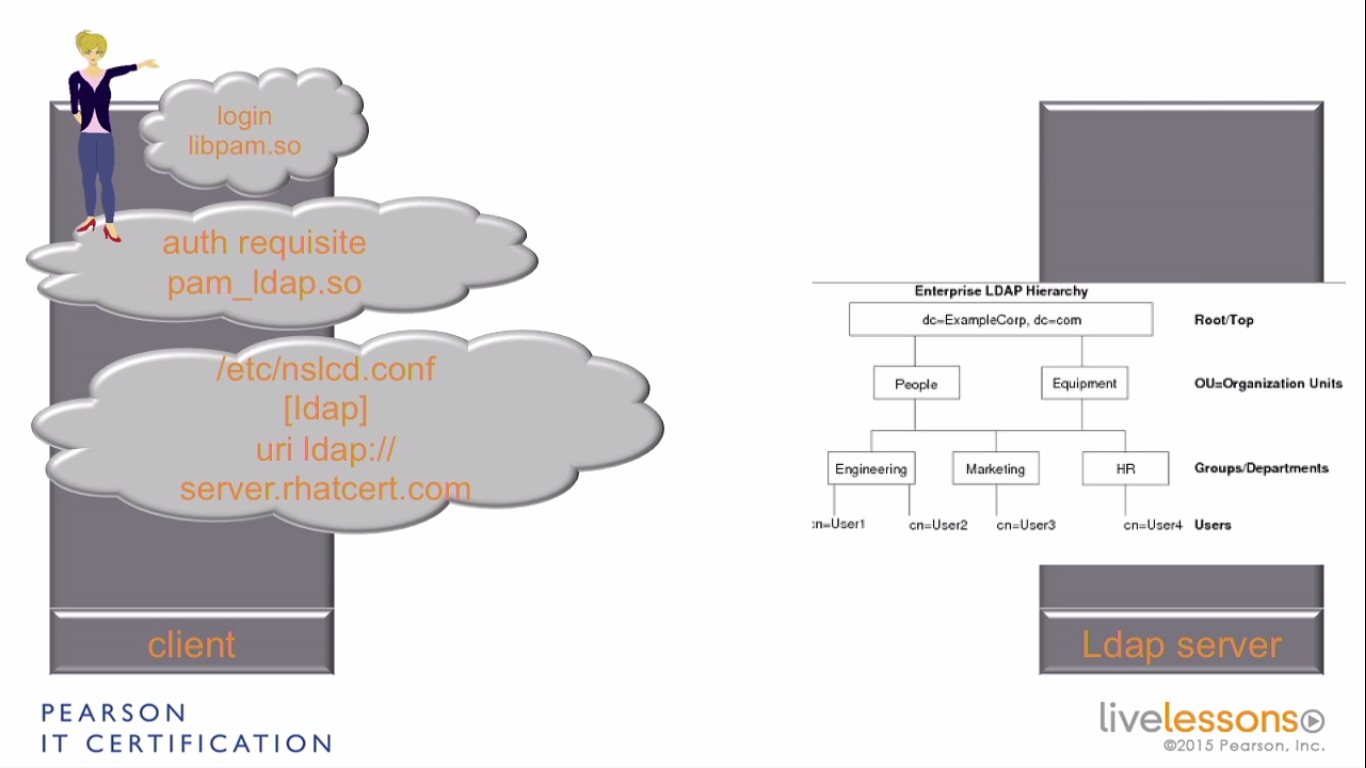 login
libpam.so
auth requisite
pam_ldap.so
/etc/nslcd.conf
[ldap]
uri ldap://
server.rhatcert.com
client
Enterprise LDAP Hierarchy
dc=ExampleCorp, dc=com
Root/Top
People
Equipment
OU=Organization Units
Engineering
Marketing
HR
Groups/Departments
cn=User1
cn=User2
cn=User3
cn=User4
Users
Ldap server
PEARSON
IT CERTIFICATION
livelessons
©2015 Pearson, Inc.